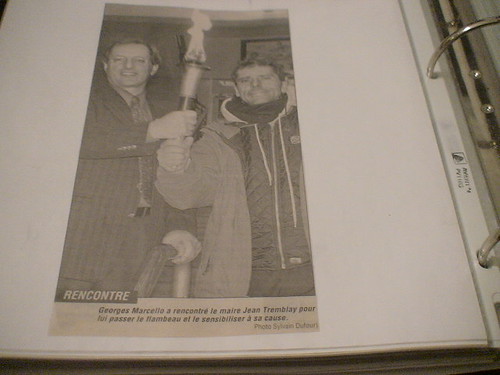 RENCONTRE
Georges Marcello a rencontré le maire Jean Tremblay pour
lui passer le flambeau et le sensibiliser à sa cause.
Photo Sylvain Dufour